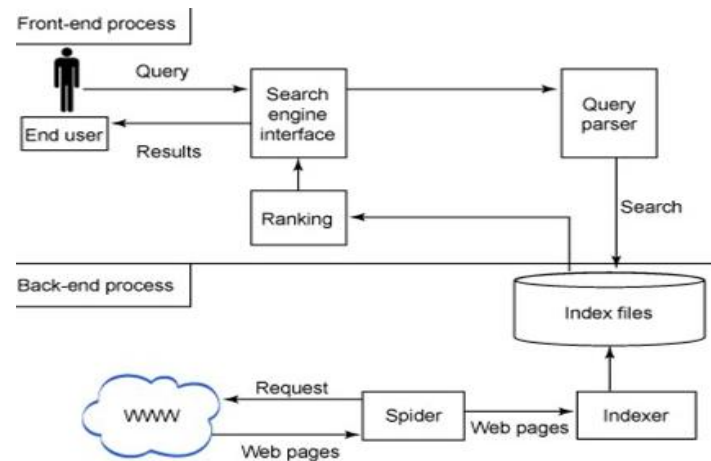 Front-end process
Query
End user
Results
Search
engine
interface
Query
parser
Ranking
Search
Back-end process
Index files
WWW
Request
Web pages
Spider
Web pages
Indexer